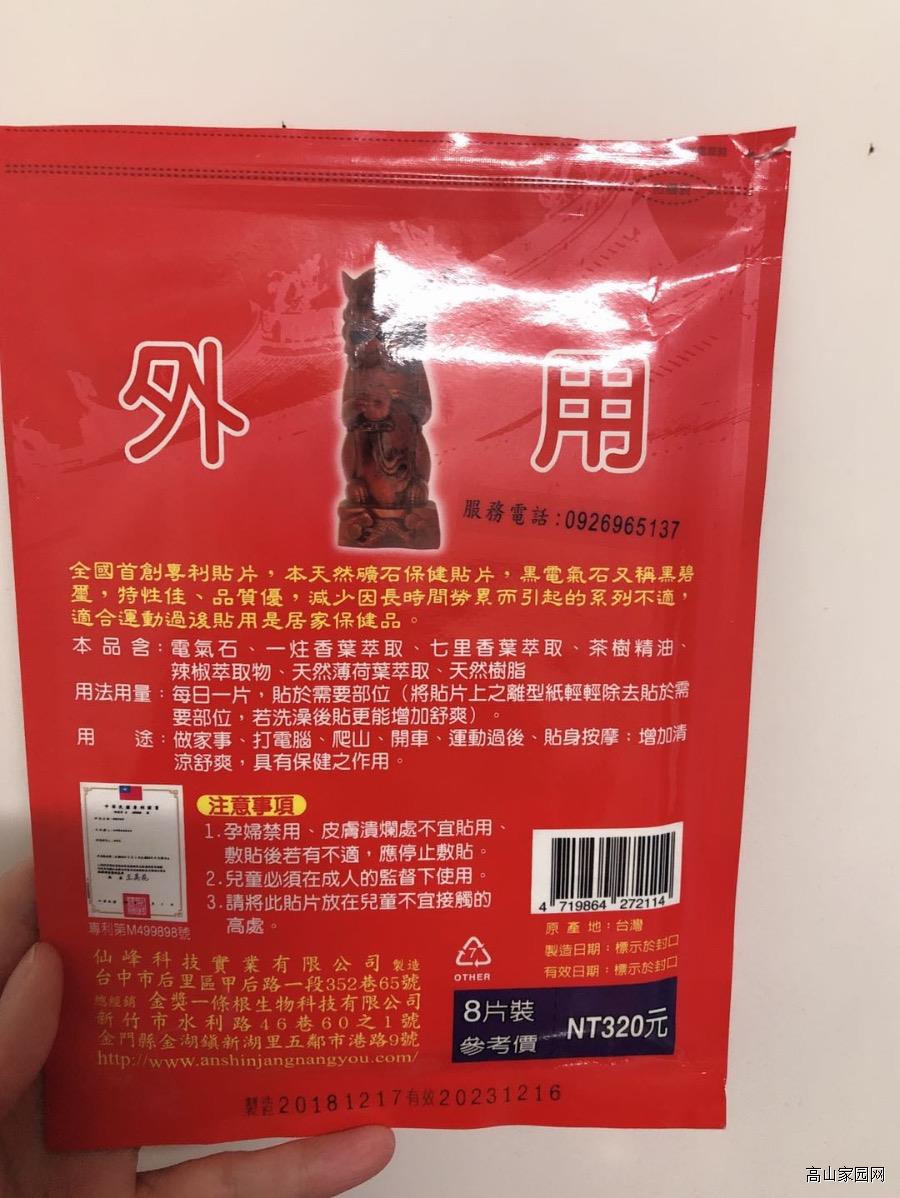 外 用
服務電話:0926965137
全國首創專利貼片，本天然礦石保健貼片，黑電氣石又稱黑碧
璽，特性佳、品質優，減少因長時間勞累而引起的系列不適，
適合運動過後貼用是居家保健品。
本品含：電氣石、一炷香葉萃取、七里香葉萃取、茶樹精油、
辣椒萃取物、天然薄荷葉萃取、天然樹脂
用法用量：每日一片，貼於需要部位（將貼片上之離型紙輕輕除去貼於需
要部位，若洗澡後貼更能增加舒爽）。
用途：做家事、打電腦、爬山、開車、運動過後、貼身按摩；增加清
涼舒爽，具有保健之作用。
中華民國專利證書
注意事項
1.孕婦禁用、皮膚潰爛處不宜貼用、
敷貼後若有不適，應停止敷貼。
2.兒童必須在成人的監督下使用。
3.請將此貼片放在兒童不宜接觸的
高處。
專利第M499898號
4 719864 272114
原產地：台灣
製造日期：標示於封口
有效日期：標示於封口
7
OTHER
仙峰科技實業有限公司 製造
台中市后里區甲后路一段352巷65號
總經銷 金獎一條根生物科技有限公司
新竹市水利路46巷60之1號
金門縣金湖鎮新湖里五鄰市港路9號
http://www.anshinjangnangyou.com/
8片裝
參考價 NT320元
製造20181217有效20231216
高山家园网